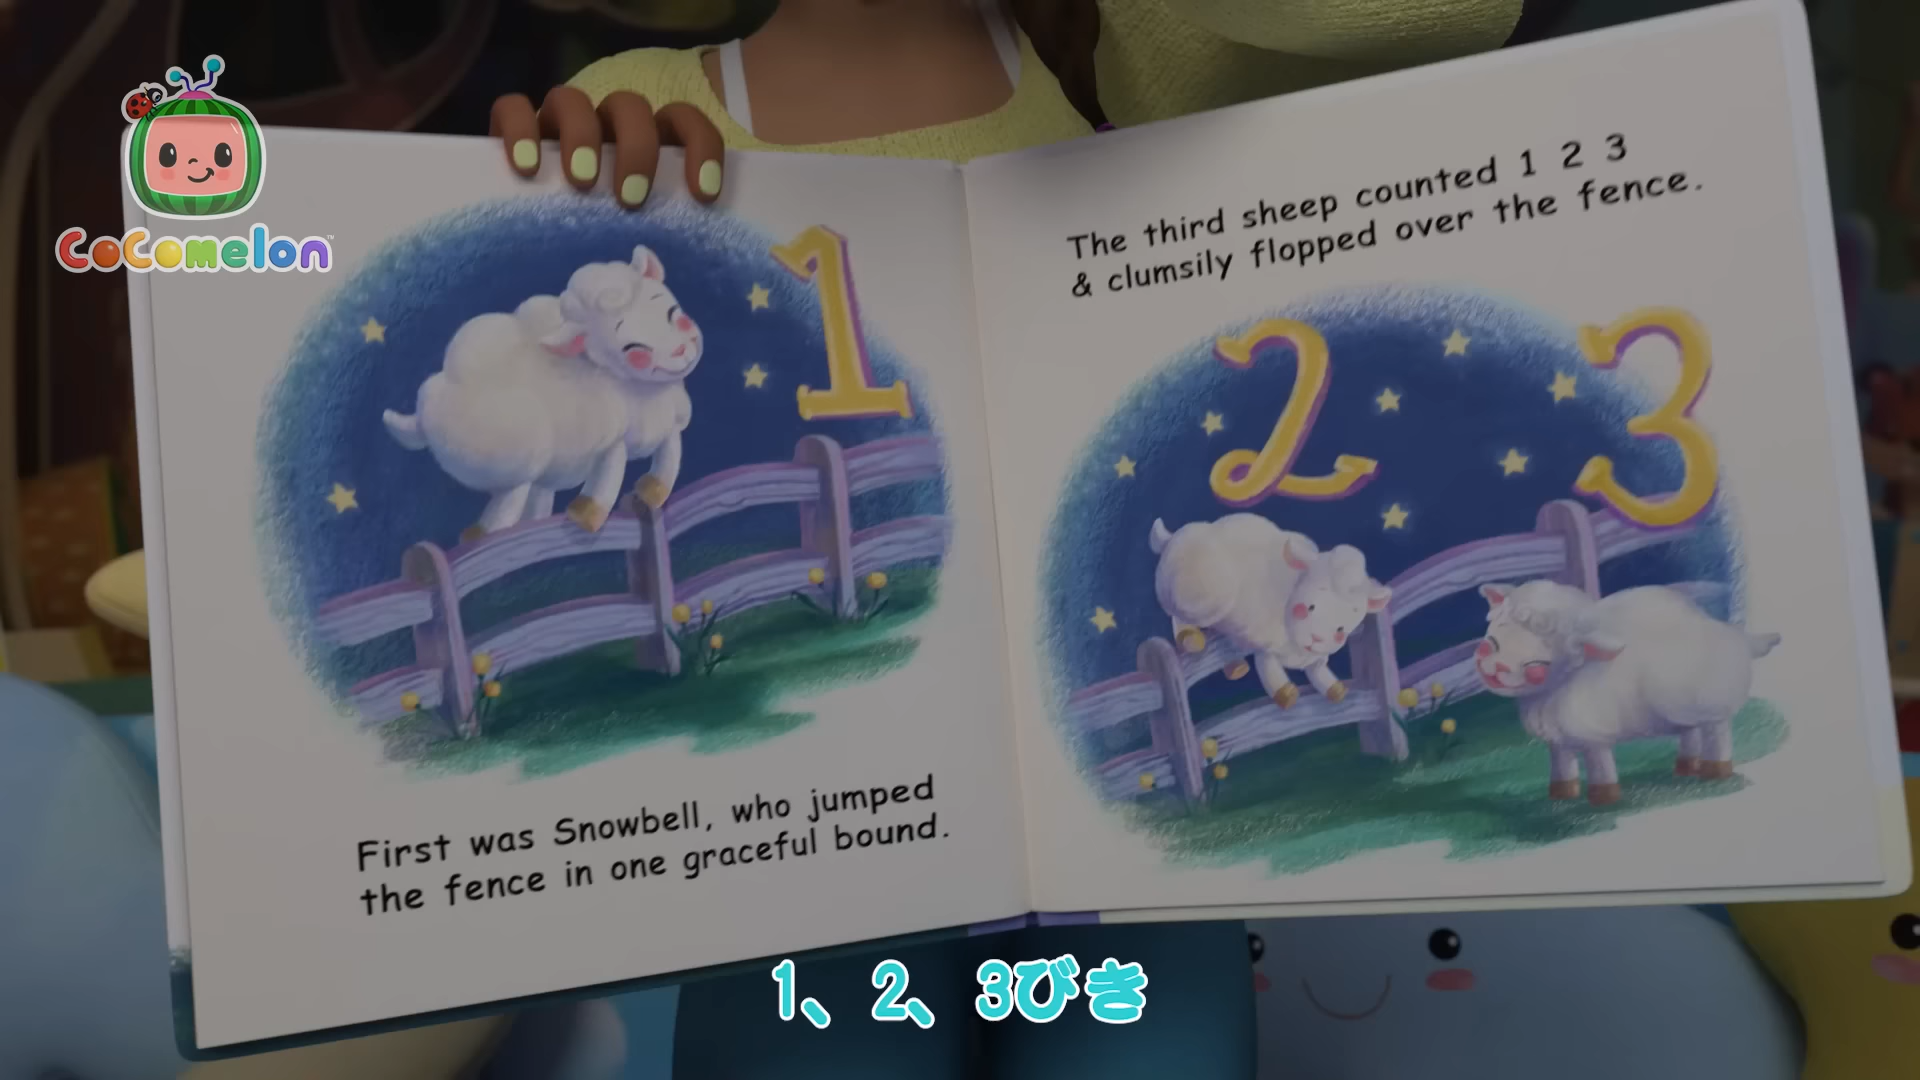 CoCoMelon
1
First was Snowbell, who jumped
the fence in one graceful bound.
The third sheep counted 1 2 3
& clumsily flopped over the fence.
2 3
1、2、3びき